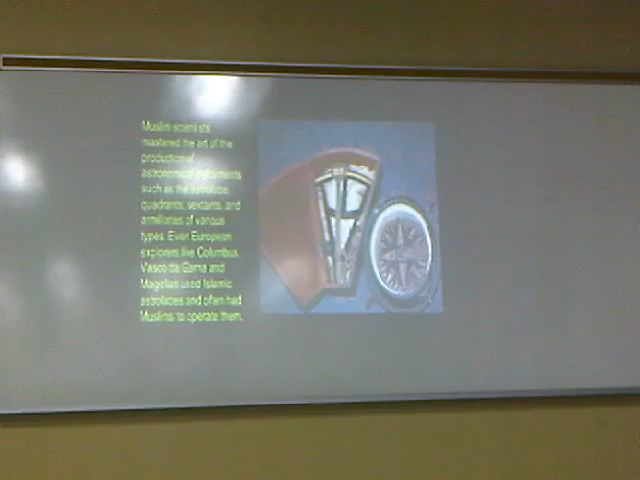 Muslim scientists
mastered the art of the
production of
astronomical instruments
such as the astrolobe,
quadrants, sextants, and
armillaries of various
types. Even European
explorers like Columbus,
Vasco da Gama and
Magellan used Islamic
astrolabes and often had
Muslims to operate them.